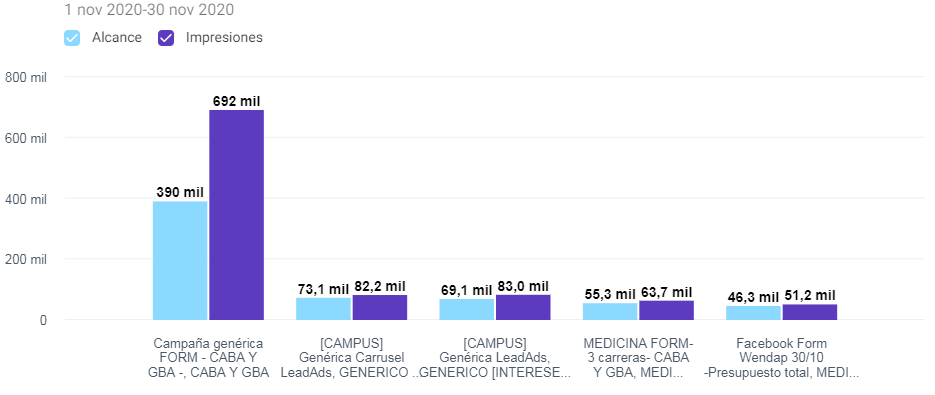 1 nov 2020-30 nov 2020
Alcance Impresiones
800 mil
600 mil
400 mil
200 mil
0
390 mil
692 mil
73,1 mil
82,2 mil
69,1 mil
83,0 mil
55,3 mil
63,7 mil
46,3 mil
51,2 mil
Campaña genérica
FORM - CABA Y
GBA -, CABA Y GBA
[CAMPUS]
Genérica Carrusel
LeadAds, GENERICO ..
[CAMPUS]
Genérica LeadAds,
GENERICO [INTERESE...
MEDICINA FORM-
3 carreras- CABA
Y GBA, MEDI...
Facebook Form
Wendap 30/10
-Presupuesto total, MEDI...